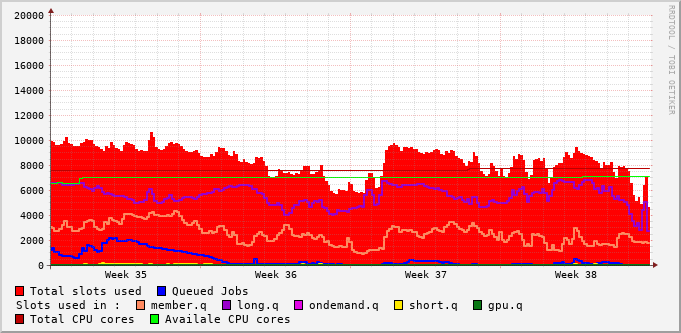 20000
18000
16000
14000
12000
10000
8000
6000
4000
2000
0
Week 35 Week 36 Week 37 Week 38
RRDTOOL / TOBI OETIKER
Total slots used Queued Jobs
Slots used in : member.q long.q ondemand.q short.q gpu.q
Total CPU cores Availale CPU cores